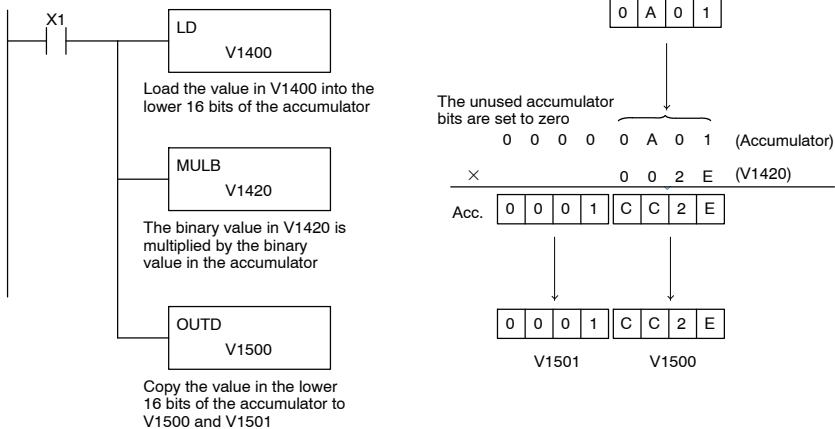 X1
LD
V1400
Load the value in V1400 into the
lower 16 bits of the accumulator
MULB
V1420
The binary value in V1420 is
multiplied by the binary
value in the accumulator
OUTD
V1500
Copy the value in the lower
16 bits of the accumulator to
V1500 and V1501
0 A 0 1
The unused accumulator
bits are set to zero
0 0 0 0 0 A 0 1 (Accumulator)
× 0 0 2 E (V1420)
Acc. 0 0 0 1 C C 2 E
0 0 0 1 C C 2 E
V1501 V1500